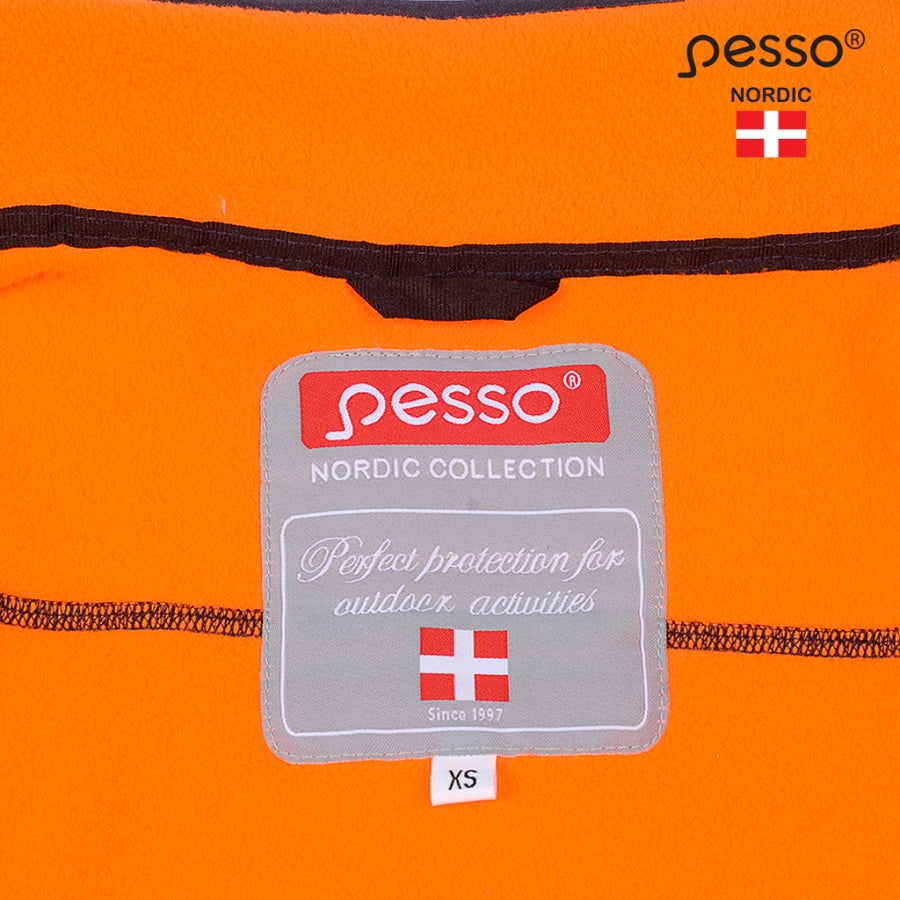 pesso®
NORDIC
pesso®
NORDIC COLLECTION
Perfect protection for
outdoor activities
Since 1997
XS